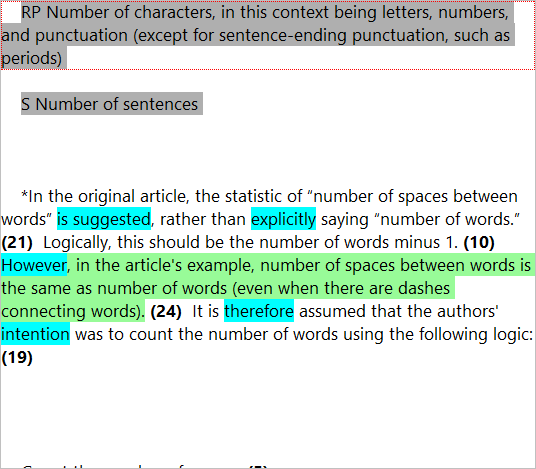 RP Number of characters, in this context being letters, numbers,
and punctuation (except for sentence-ending punctuation, such as
periods)
S Number of sentences
*In the original article, the statistic of “number of spaces between
words” is suggested, rather than explicitly saying “number of words.”
(21) Logically, this should be the number of words minus 1. (10)
However, in the article's example, number of spaces between words is
the same as number of words (even when there are dashes
connecting words). (24) It is therefore assumed that the authors'
intention was to count the number of words using the following logic:
(19)